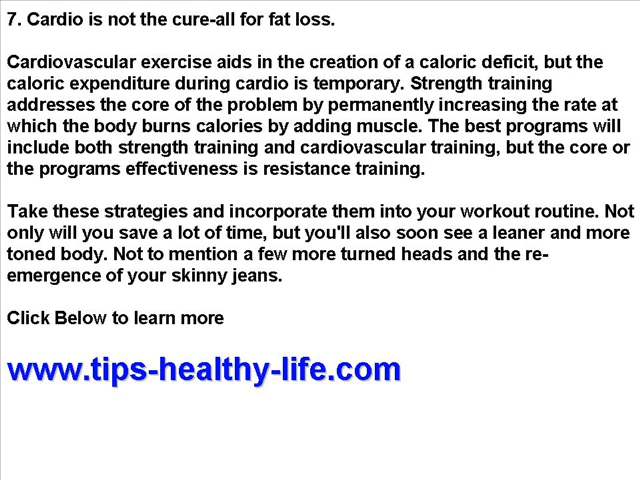 7. Cardio is not the cure-all for fat loss.
Cardiovascular exercise aids in the creation of a caloric deficit, but the
caloric expenditure during cardio is temporary. Strength training
addresses the core of the problem by permanently increasing the rate at
which the body burns calories by adding muscle. The best programs will
include both strength training and cardiovascular training, but the core or
the programs effectiveness is resistance training.
Take these strategies and incorporate them into your workout routine. Not
only will you save a lot of time, but you'll also soon see a leaner and more
toned body. Not to mention a few more turned heads and the re-
emergence of your skinny jeans.
Click Below to learn more
www.tips-healthy-life.com